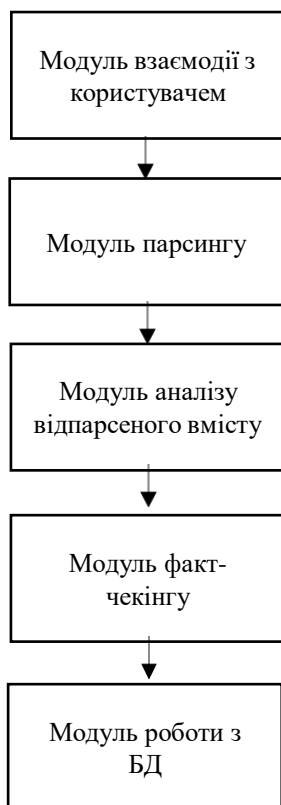 Модуль взаємодії з
користувачем
Модуль парсингу
Модуль аналізу
відпарсеного вмісту
Модуль факт-
чекінгу
Модуль роботи з
БД